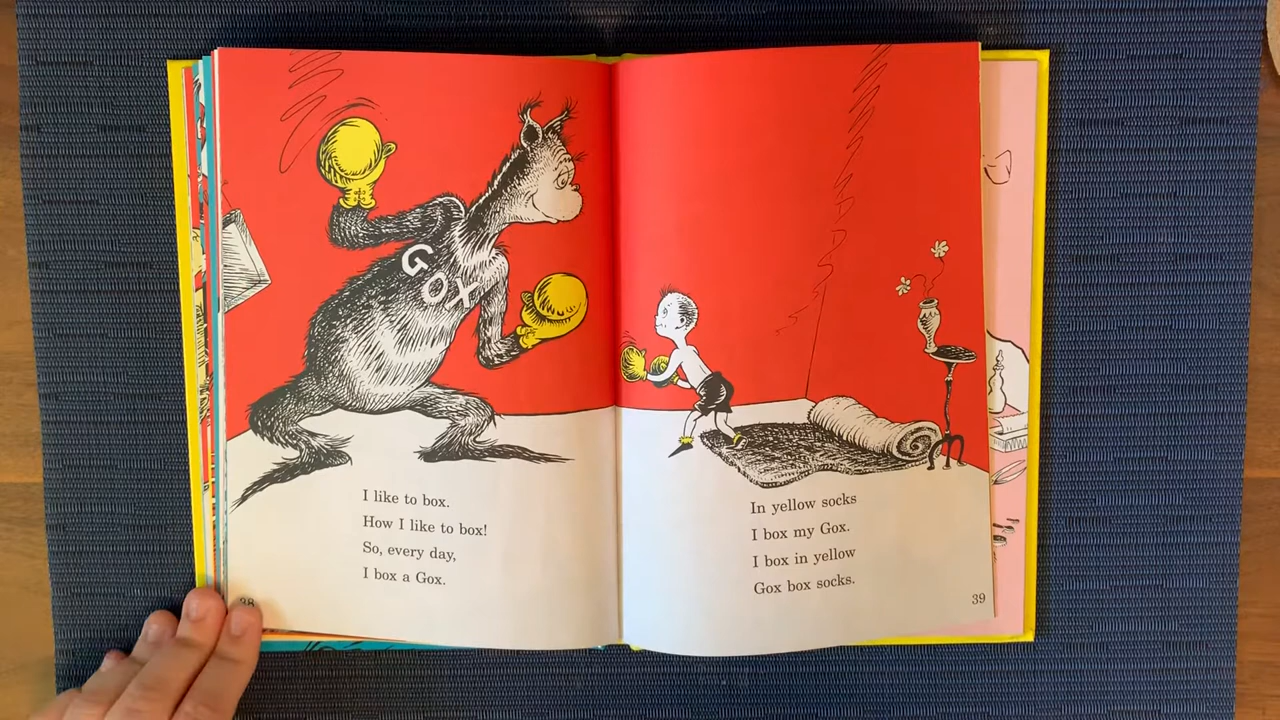 GOX
I like to box.
How I like to box!
So, every day,
I box a Gox.
38
In yellow socks
I box my Gox.
I box in yellow
Gox box socks.
39